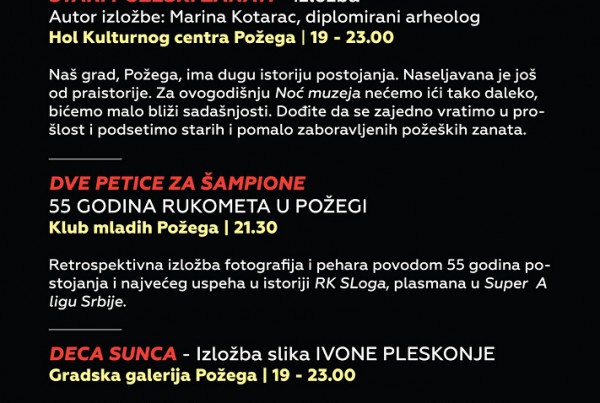 Autor izložbe: Marina Kotarac, diplomirani arheolog
Hol Kulturnog centra Požega | 19 - 23.00
Naš grad, Požega, ima dugu istoriju postojanja. Naseljavana je još
od praistorije. Za ovogodišnju Noć muzeja nećemo ići tako daleko,
bićemo malo bliži sadašnjosti. Dođite da se zajedno vratimo u pro-
šlost i podsetimo starih i pomalo zaboravljenih požeških zanata.
DVE PETICE ZA ŠAMPIONE
55 GODINA RUKOMETA U POŽEGI
Klub mladih Požega | 21.30
Retrospektivna izložba fotografija i pehara povodom 55 godina po-
stojanja i najvećeg uspeha u istoriji RK SLoga, plasmana u Super A
ligu Srbije.
DECA SUNCA - Izložba slika IVONE PLESKONJE
Gradska galerija Požega | 19 - 23.00